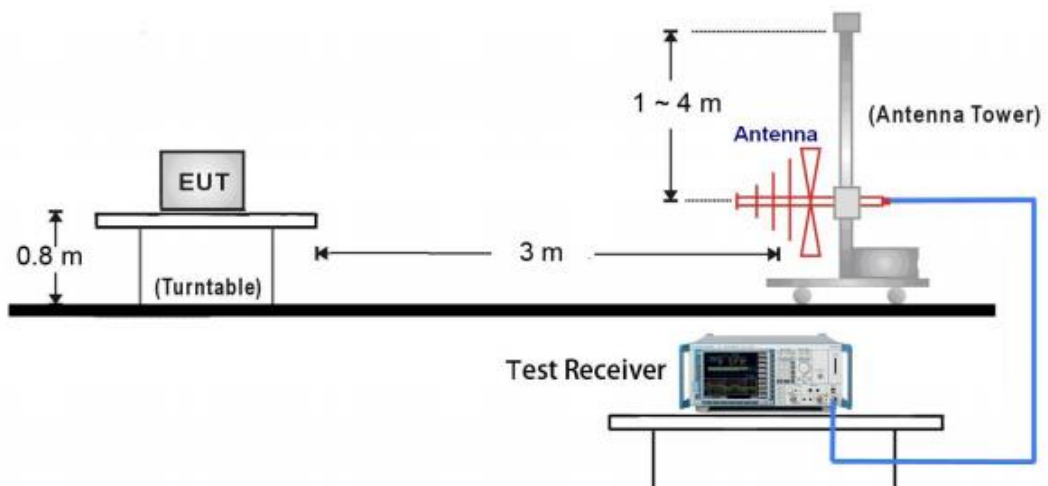 1 ~ 4 m
(Antenna Tower)
Antenna
EUT
0.8 m
3 m
(Turntable)
Test Receiver